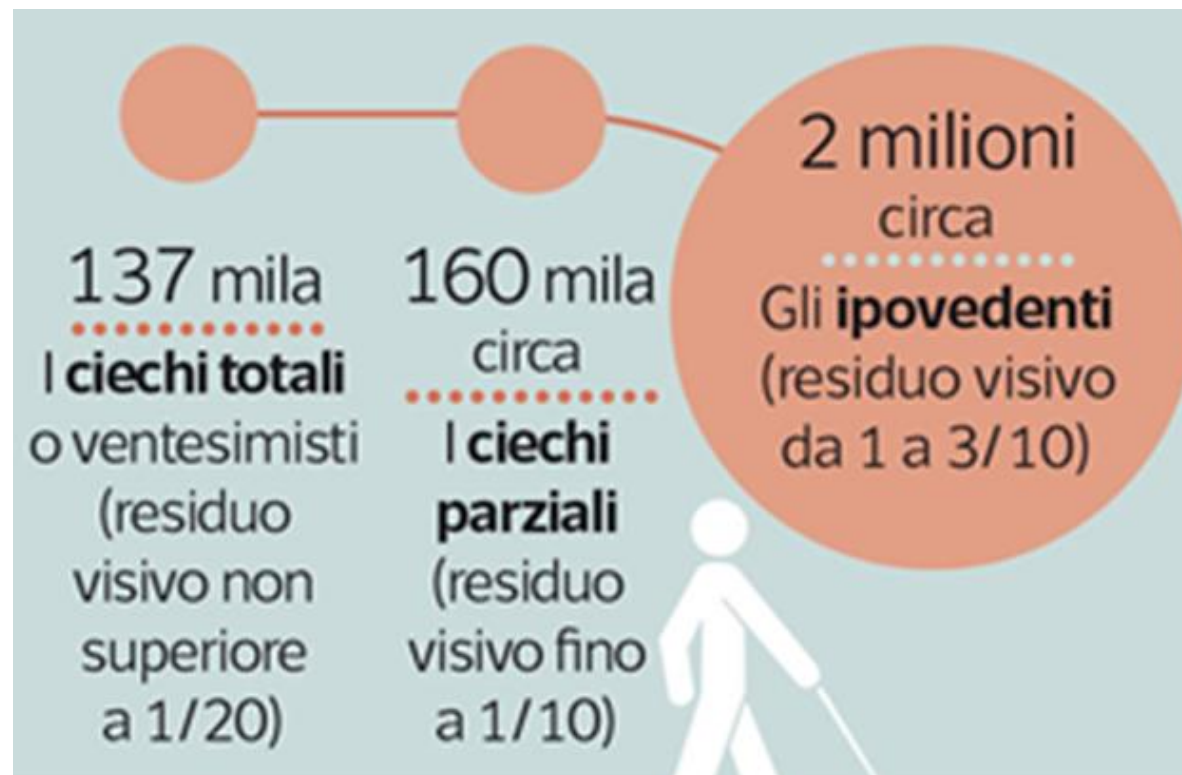 137 mila
I ciechi totali
o ventesimisti
(residuo
visivo non
superiore
a 1/20)
160 mila
circa
I ciechi
parziali
(residuo
visivo fino
a 1/10)
2 milioni
circa
Gli ipovedenti
(residuo visivo
da 1 a 3/10)